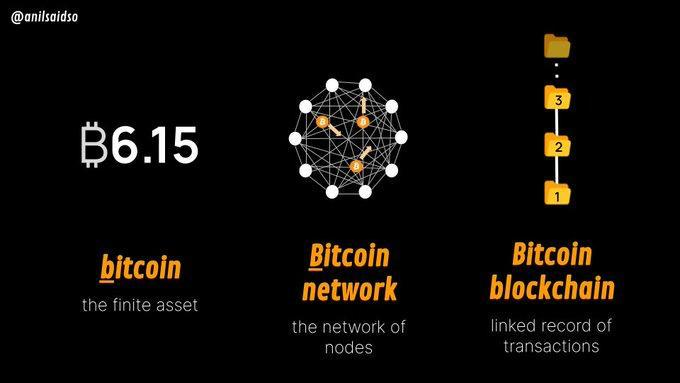 @anilsaidso
₿6.15
bitcoin
the finite asset
B
B
B
Bitcoin
network
the network of
nodes
3
2
1
Bitcoin
blockchain
linked record of
transactions